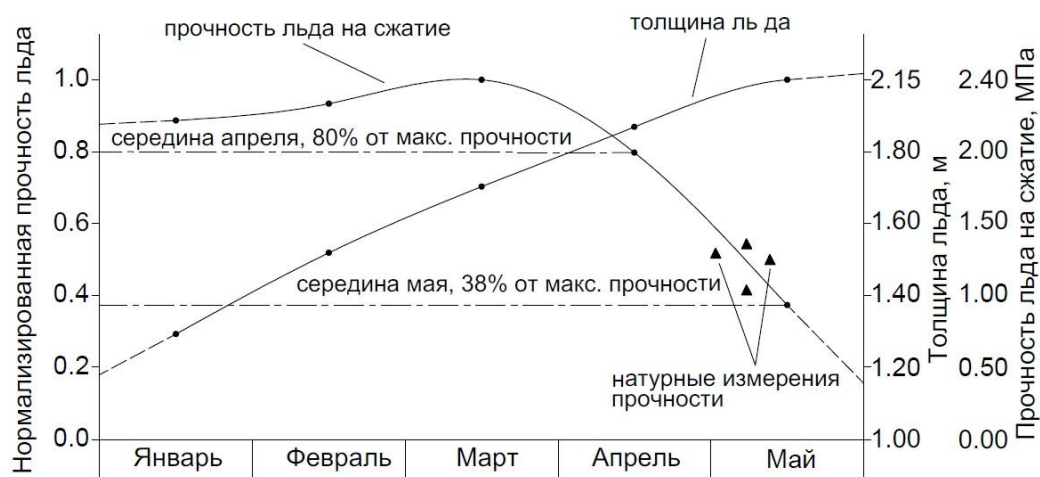 прочность льда на сжатие
толщина ль да
Нормализированная прочность льда
1.0
0.8
0.6
0.4
0.2
0.0
середина апреля, 80% от макс. прочности
середина мая, 38% от макс. прочности
натурные измерения
прочности
2.15
1.80
1.60
1.40
1.20
1.00
Толщина льда, м
2.40
2.00
1.50
1.00
0.50
0.00
Прочность льда на сжатие, МПа
Январь
Февраль
Март
Апрель
Май